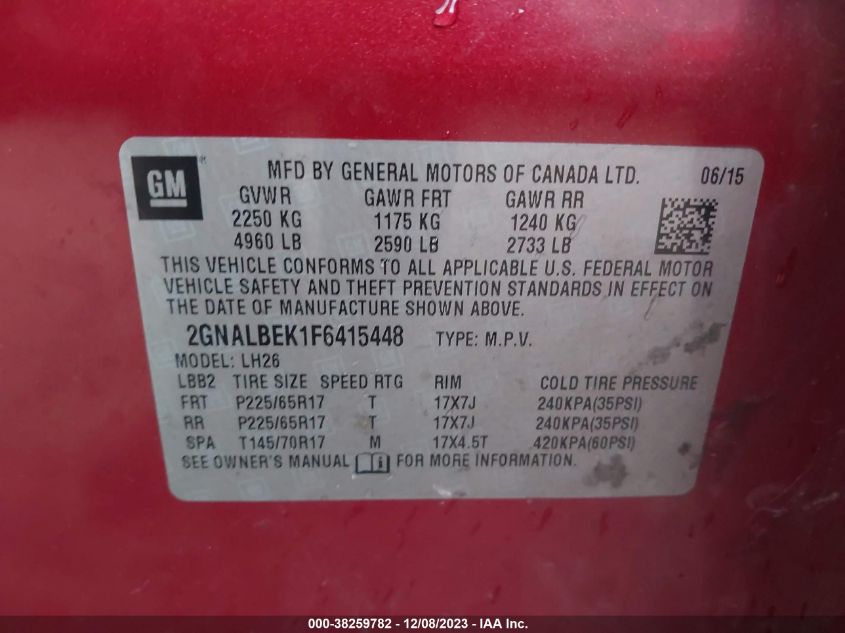 GM ® MFD BY GENERAL MOTORS OF CANADA LTD. 06/15
GVWR GAWR FRT GAWR RR
2250 KG 1175 KG 1240 KG
4960 LB 2590 LB 2733 LB
THIS VEHICLE CONFORMS TO ALL APPLICABLE U.S. FEDERAL MOTOR
VEHICLE SAFETY AND THEFT PREVENTION STANDARDS IN EFFECT ON
THE DATE OF MANUFACTURE SHOWN ABOVE.
2GNALBEK1F6415448 TYPE: M.P.V.
MODEL: LH26
LBB2 TIRE SIZE SPEED RTG RIM COLD TIRE PRESSURE
FRT P225/65R17 T 17X7J 240KPA(35PSI)
RR P225/65R17 T 17X7J 240KPA(35PSI)
SPA T145/70R17 M 17X4.5T 420KPA(60PSI)
SEE OWNER'S MANUAL FOR MORE INFORMATION.
000-38259782 - 12/08/2023 - IAA Inc.